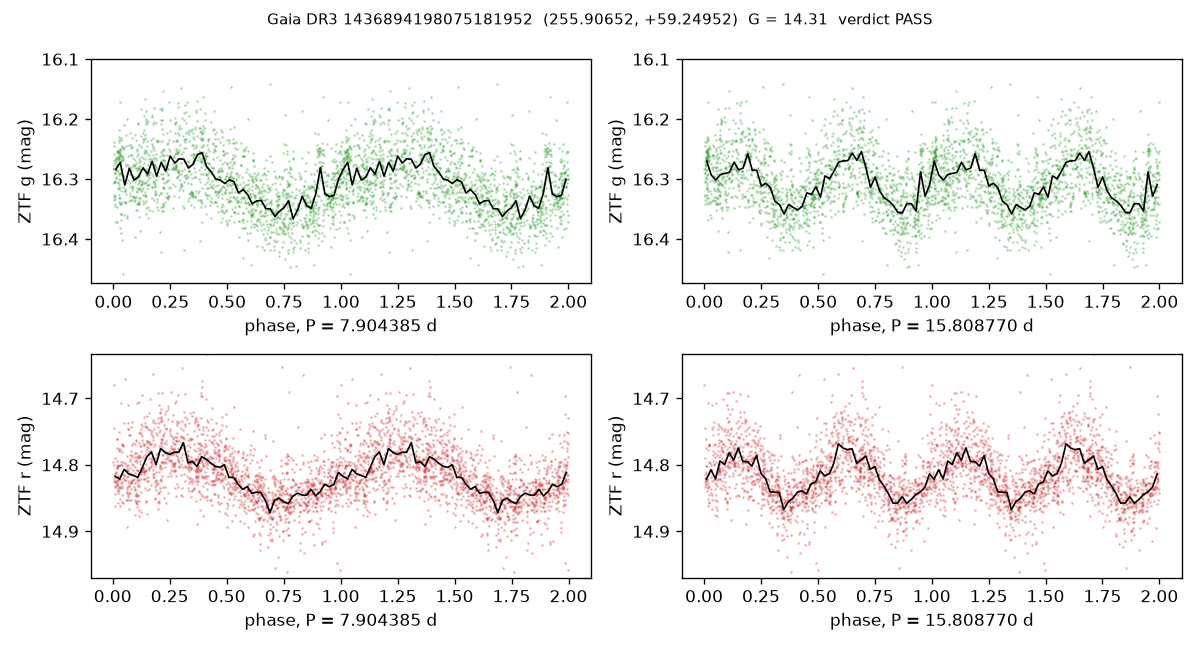 Gaia DR3 1436894198075181952 (255.90652, +59.24952) G = 14.31 verdict PASS
16.1
16.2
16.3
16.4
ZTF g (mag)
0.00 0.25 0.50 0.75 1.00 1.25 1.50 1.75 2.00
phase, P = 7.904385 d
16.1
16.2
16.3
16.4
ZTF g (mag)
0.00 0.25 0.50 0.75 1.00 1.25 1.50 1.75 2.00
phase, P = 15.808770 d
14.7
14.8
14.9
ZTF r (mag)
0.00 0.25 0.50 0.75 1.00 1.25 1.50 1.75 2.00
phase, P = 7.904385 d
14.7
14.8
14.9
ZTF r (mag)
0.00 0.25 0.50 0.75 1.00 1.25 1.50 1.75 2.00
phase, P = 15.808770 d